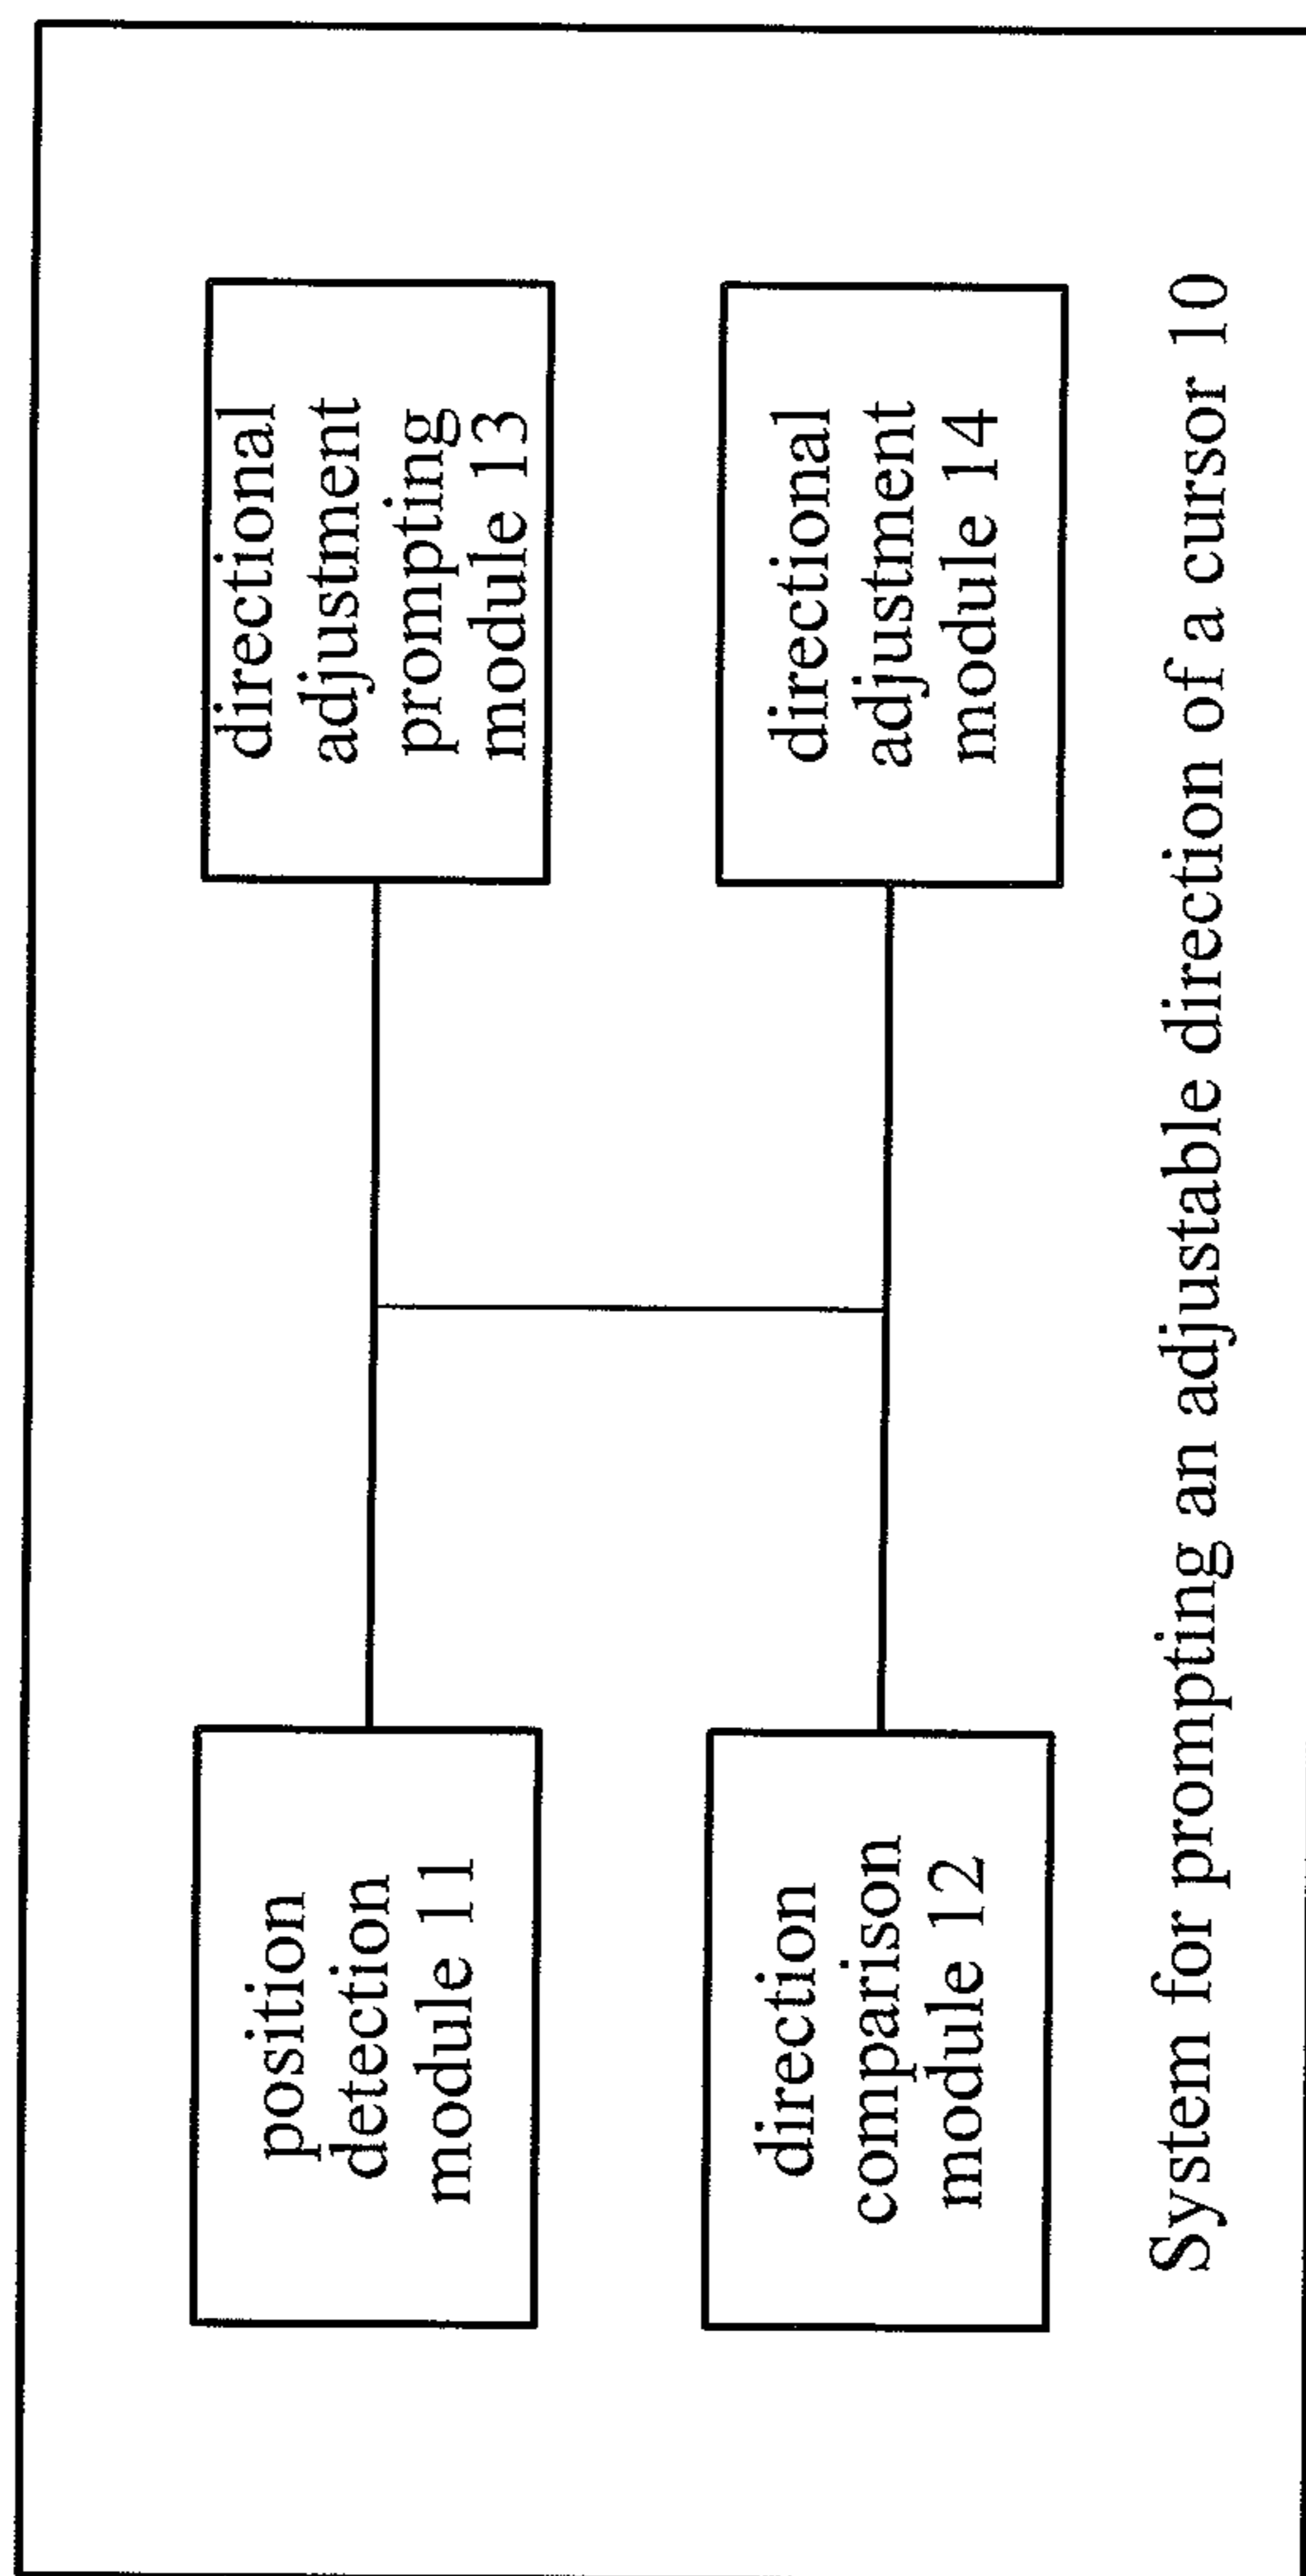 position
detection
module 11
directional
adjustment
prompting
module 13
direction
comparison
module 12
directional
adjustment
module 14
System for prompting an adjustable direction of a cursor 10